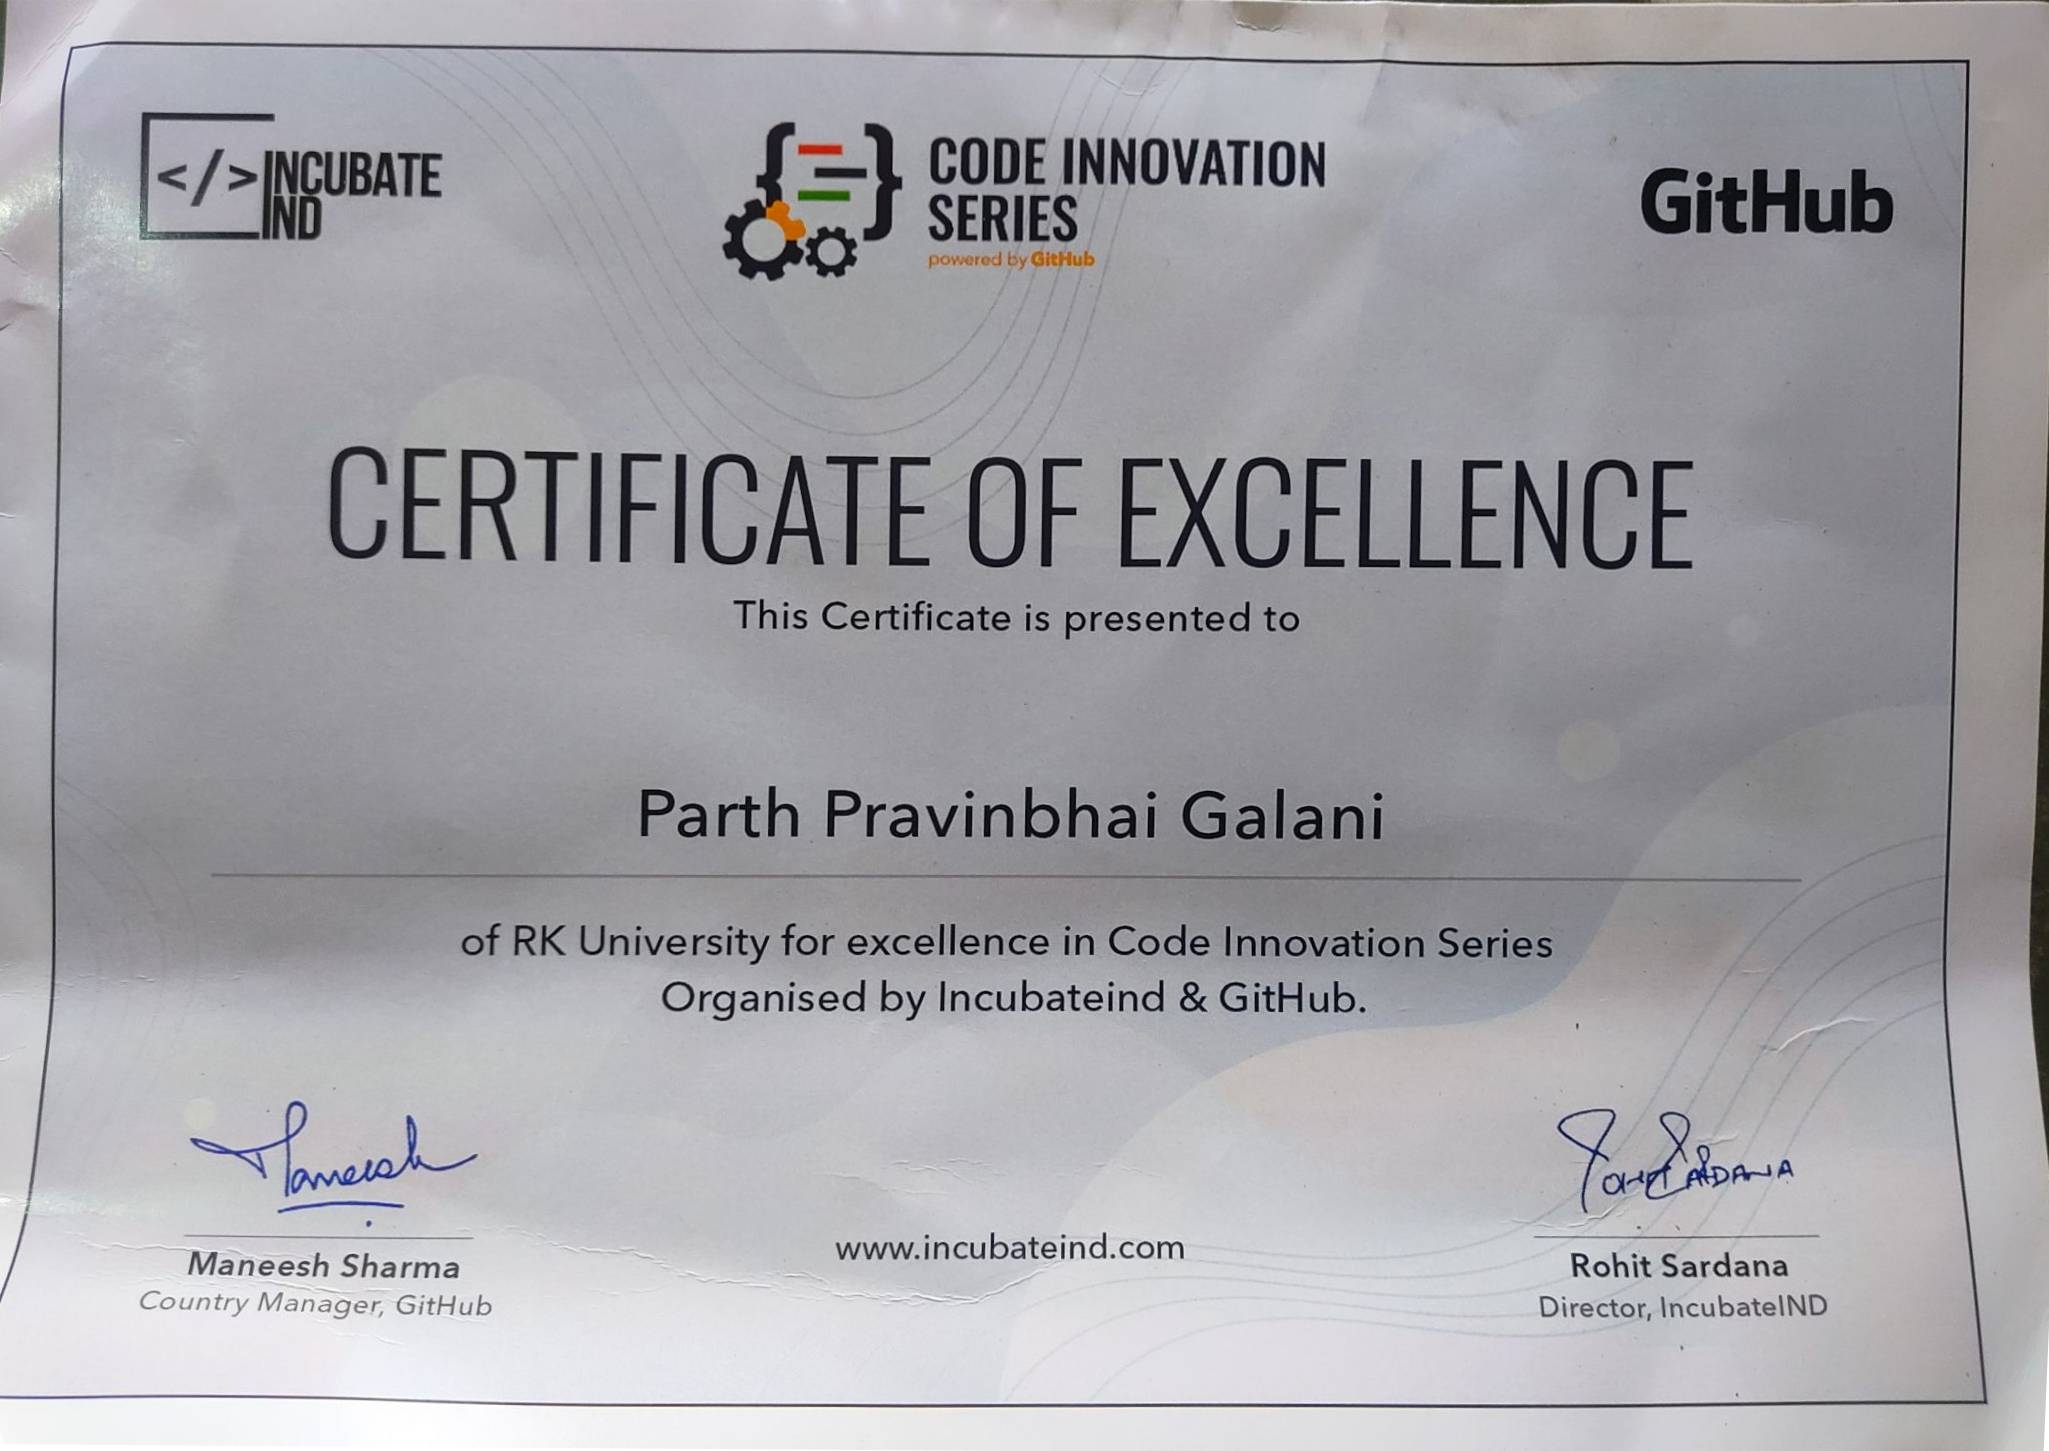 </> INCUBATE
IND
CODE INNOVATION
SERIES
powered by GitHub
GitHub
CERTIFICATE OF EXCELLENCE
This Certificate is presented to
Parth Pravinbhai Galani
of RK University for excellence in Code Innovation Series
Organised by Incubateind & GitHub.
Maneesh
Rohit Sardana
Maneesh Sharma
Country Manager, GitHub
www.incubateind.com
Rohit Sardana
Director, IncubateIND